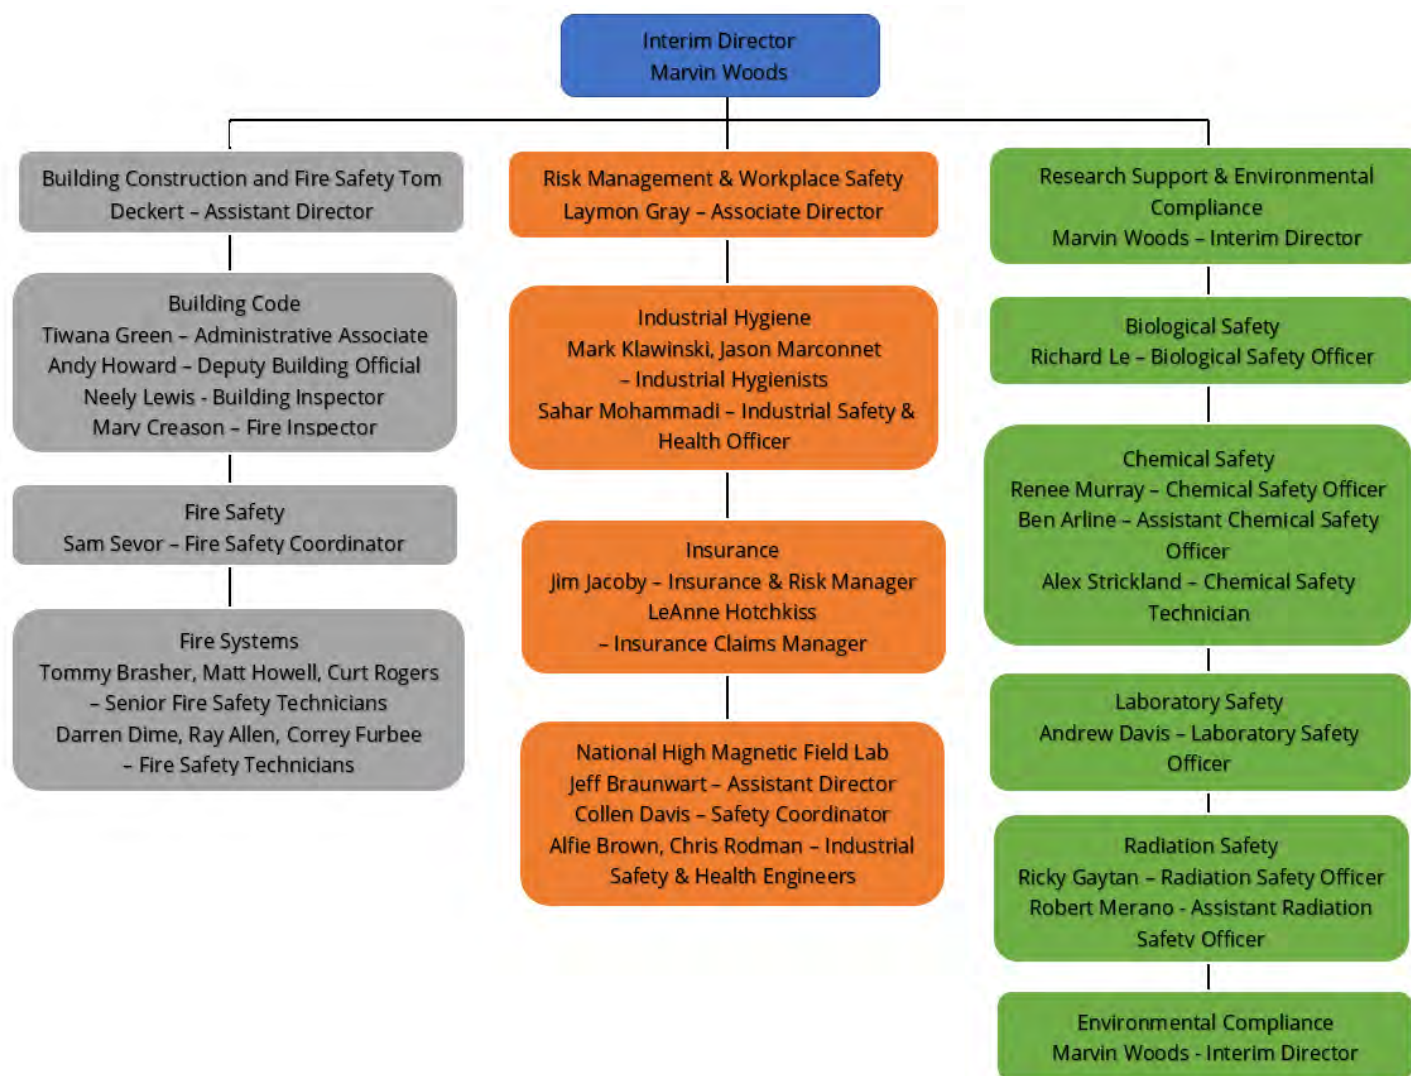 Interim Director
Marvin Woods
Building Construction and Fire Safety Tom
Deckert – Assistant Director
Building Code
Tiwana Green – Administrative Associate
Andy Howard – Deputy Building Official
Neely Lewis - Building Inspector
Mary Creason – Fire Inspector
Fire Safety
Sam Sevor – Fire Safety Coordinator
Fire Systems
Tommy Brasher, Matt Howell, Curt Rogers
– Senior Fire Safety Technicians
Darren Dime, Ray Allen, Correy Furbee
– Fire Safety Technicians
Risk Management & Workplace Safety
Laymon Gray – Associate Director
Industrial Hygiene
Mark Klawinski, Jason Marconnet
– Industrial Hygienists
Sahar Mohammadi – Industrial Safety &
Health Officer
Insurance
Jim Jacoby – Insurance & Risk Manager
LeAnne Hotchkiss
– Insurance Claims Manager
National High Magnetic Field Lab
Jeff Braunwart – Assistant Director
Collen Davis – Safety Coordinator
Alfie Brown, Chris Rodman – Industrial
Safety & Health Engineers
Research Support & Environmental
Compliance
Marvin Woods – Interim Director
Biological Safety
Richard Le – Biological Safety Officer
Chemical Safety
Renee Murray – Chemical Safety Officer
Ben Arline – Assistant Chemical Safety
Officer
Alex Strickland – Chemical Safety
Technician
Laboratory Safety
Andrew Davis – Laboratory Safety
Officer
Radiation Safety
Ricky Gaytan – Radiation Safety Officer
Robert Merano - Assistant Radiation
Safety Officer
Environmental Compliance
Marvin Woods - Interim Director